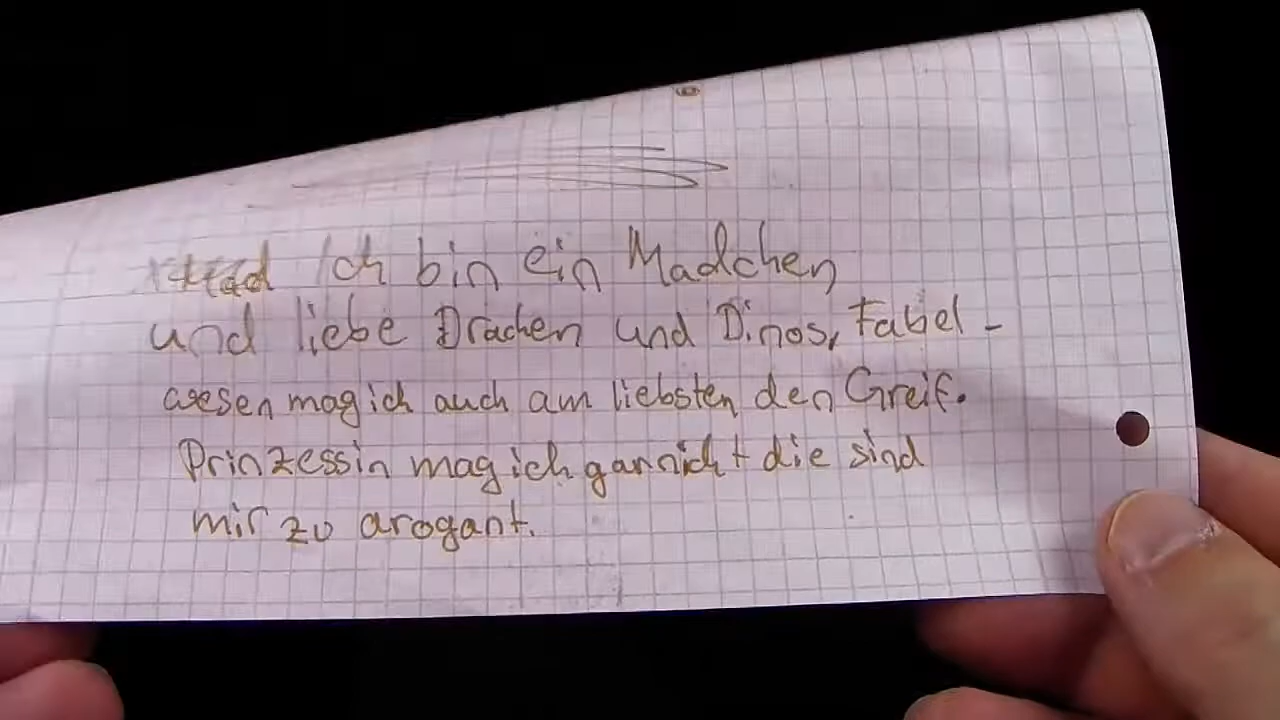 Ich bin ein Madchen
und liebe Drachen und Dinos, Fabel-
wesen mag ich auch am liebsten den Greif.
Prinzessin mag ich garnicht die sind
mir zu arogant.